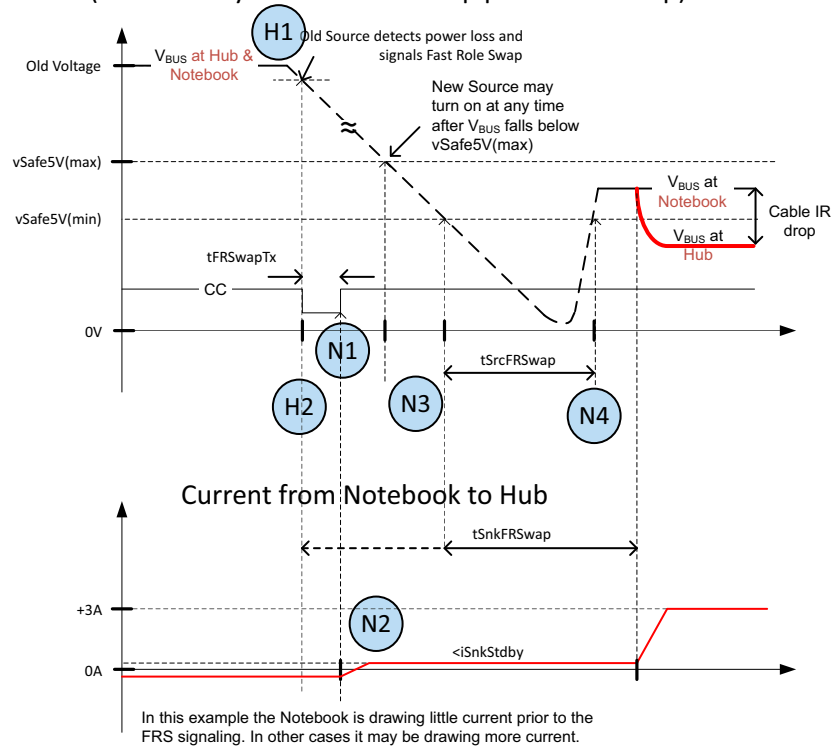 H1
Old Source detects power loss and
signals Fast Role Swap
VBUS at Hub &
Notebook
Old Voltage
New Source may
turn on at any time
after VBUS falls below
vSafe5V(max)
≈
vSafe5V(max)
VBUS at
Notebook
Cable IR
drop
vSafe5V(min)
VBUS at
Hub
tFRSwapTx
CC
0V
N1
tSrcFRSwap
H2
N3
N4
Current from Notebook to Hub
tSnkFRSwap
+3A
N2
<iSnkStdby
0A
In this example the Notebook is drawing little current prior to the
FRS signaling. In other cases it may be drawing more current.